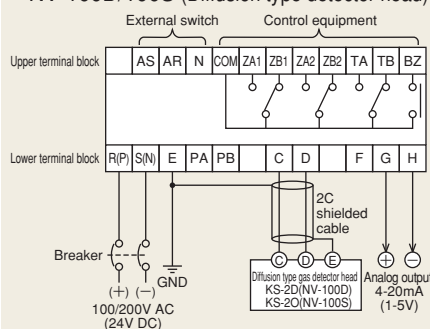 NV-100D/100S (Diffusion type detector head)
External switch Control equipment
Upper terminal block AS AR N COM ZA1 ZB1 ZA2 ZB2 TA TB BZ
Lower terminal block R(P) S(N) E PA PB C D F G H
2C
shielded
cable
Breaker
GND
(+) (−)
100/200V AC
(24V DC)
C D E
Diffusion type gas detector head
KS-2D(NV-100D)
KS-2O(NV-100S)
+ −
Analog output
4-20mA
(1-5V)